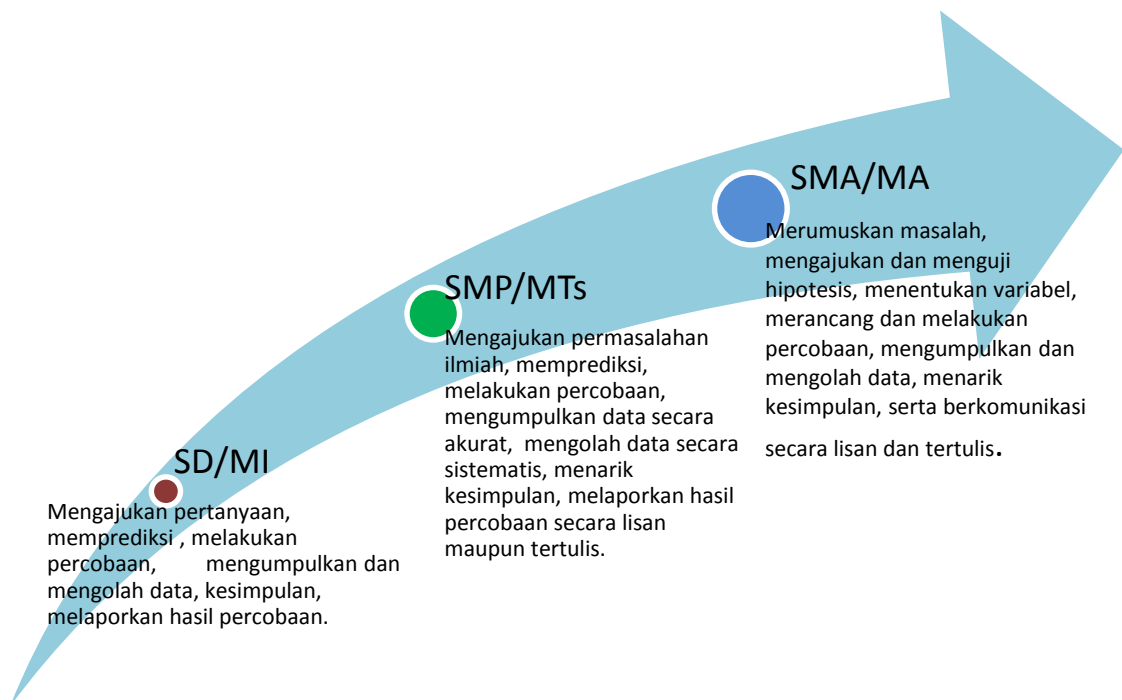 SD/MI
Mengajukan pertanyaan,
memprediksi , melakukan
percobaan, mengumpulkan dan
mengolah data, kesimpulan,
melaporkan hasil percobaan.
SMP/MTs
Mengajukan permasalahan
ilmiah, memprediksi,
melakukan percobaan,
mengumpulkan data secara
akurat, mengolah data secara
sistematis, menarik
kesimpulan, melaporkan hasil
percobaan secara lisan
maupun tertulis.
SMA/MA
Merumuskan masalah,
mengajukan dan menguji
hipotesis, menentukan variabel,
merancang dan melakukan
percobaan, mengumpulkan dan
mengolah data, menarik
kesimpulan, serta berkomunikasi
secara lisan dan tertulis.